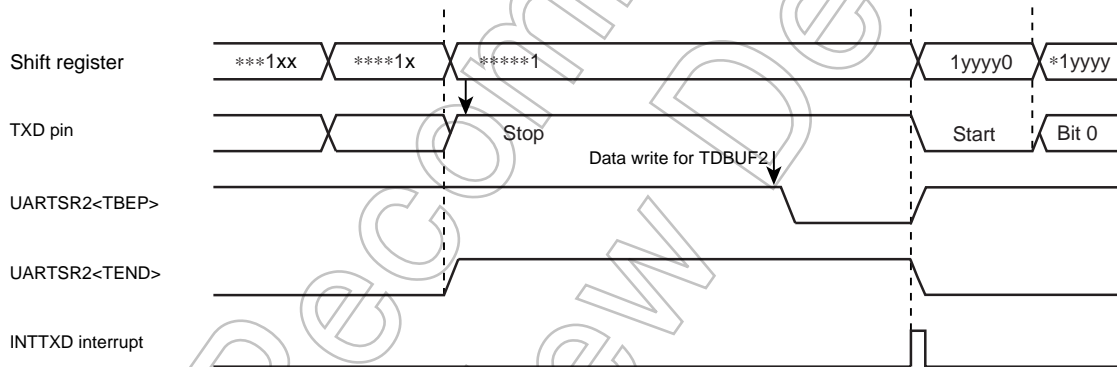 Shift register
***1xx
****1x
*****1
1yyyy0
*1yyyy
TXD pin
Stop
Start
Bit 0
Data write for TDBUF2
UARTSR2<TBEP>
UARTSR2<TEND>
INTTXD interrupt